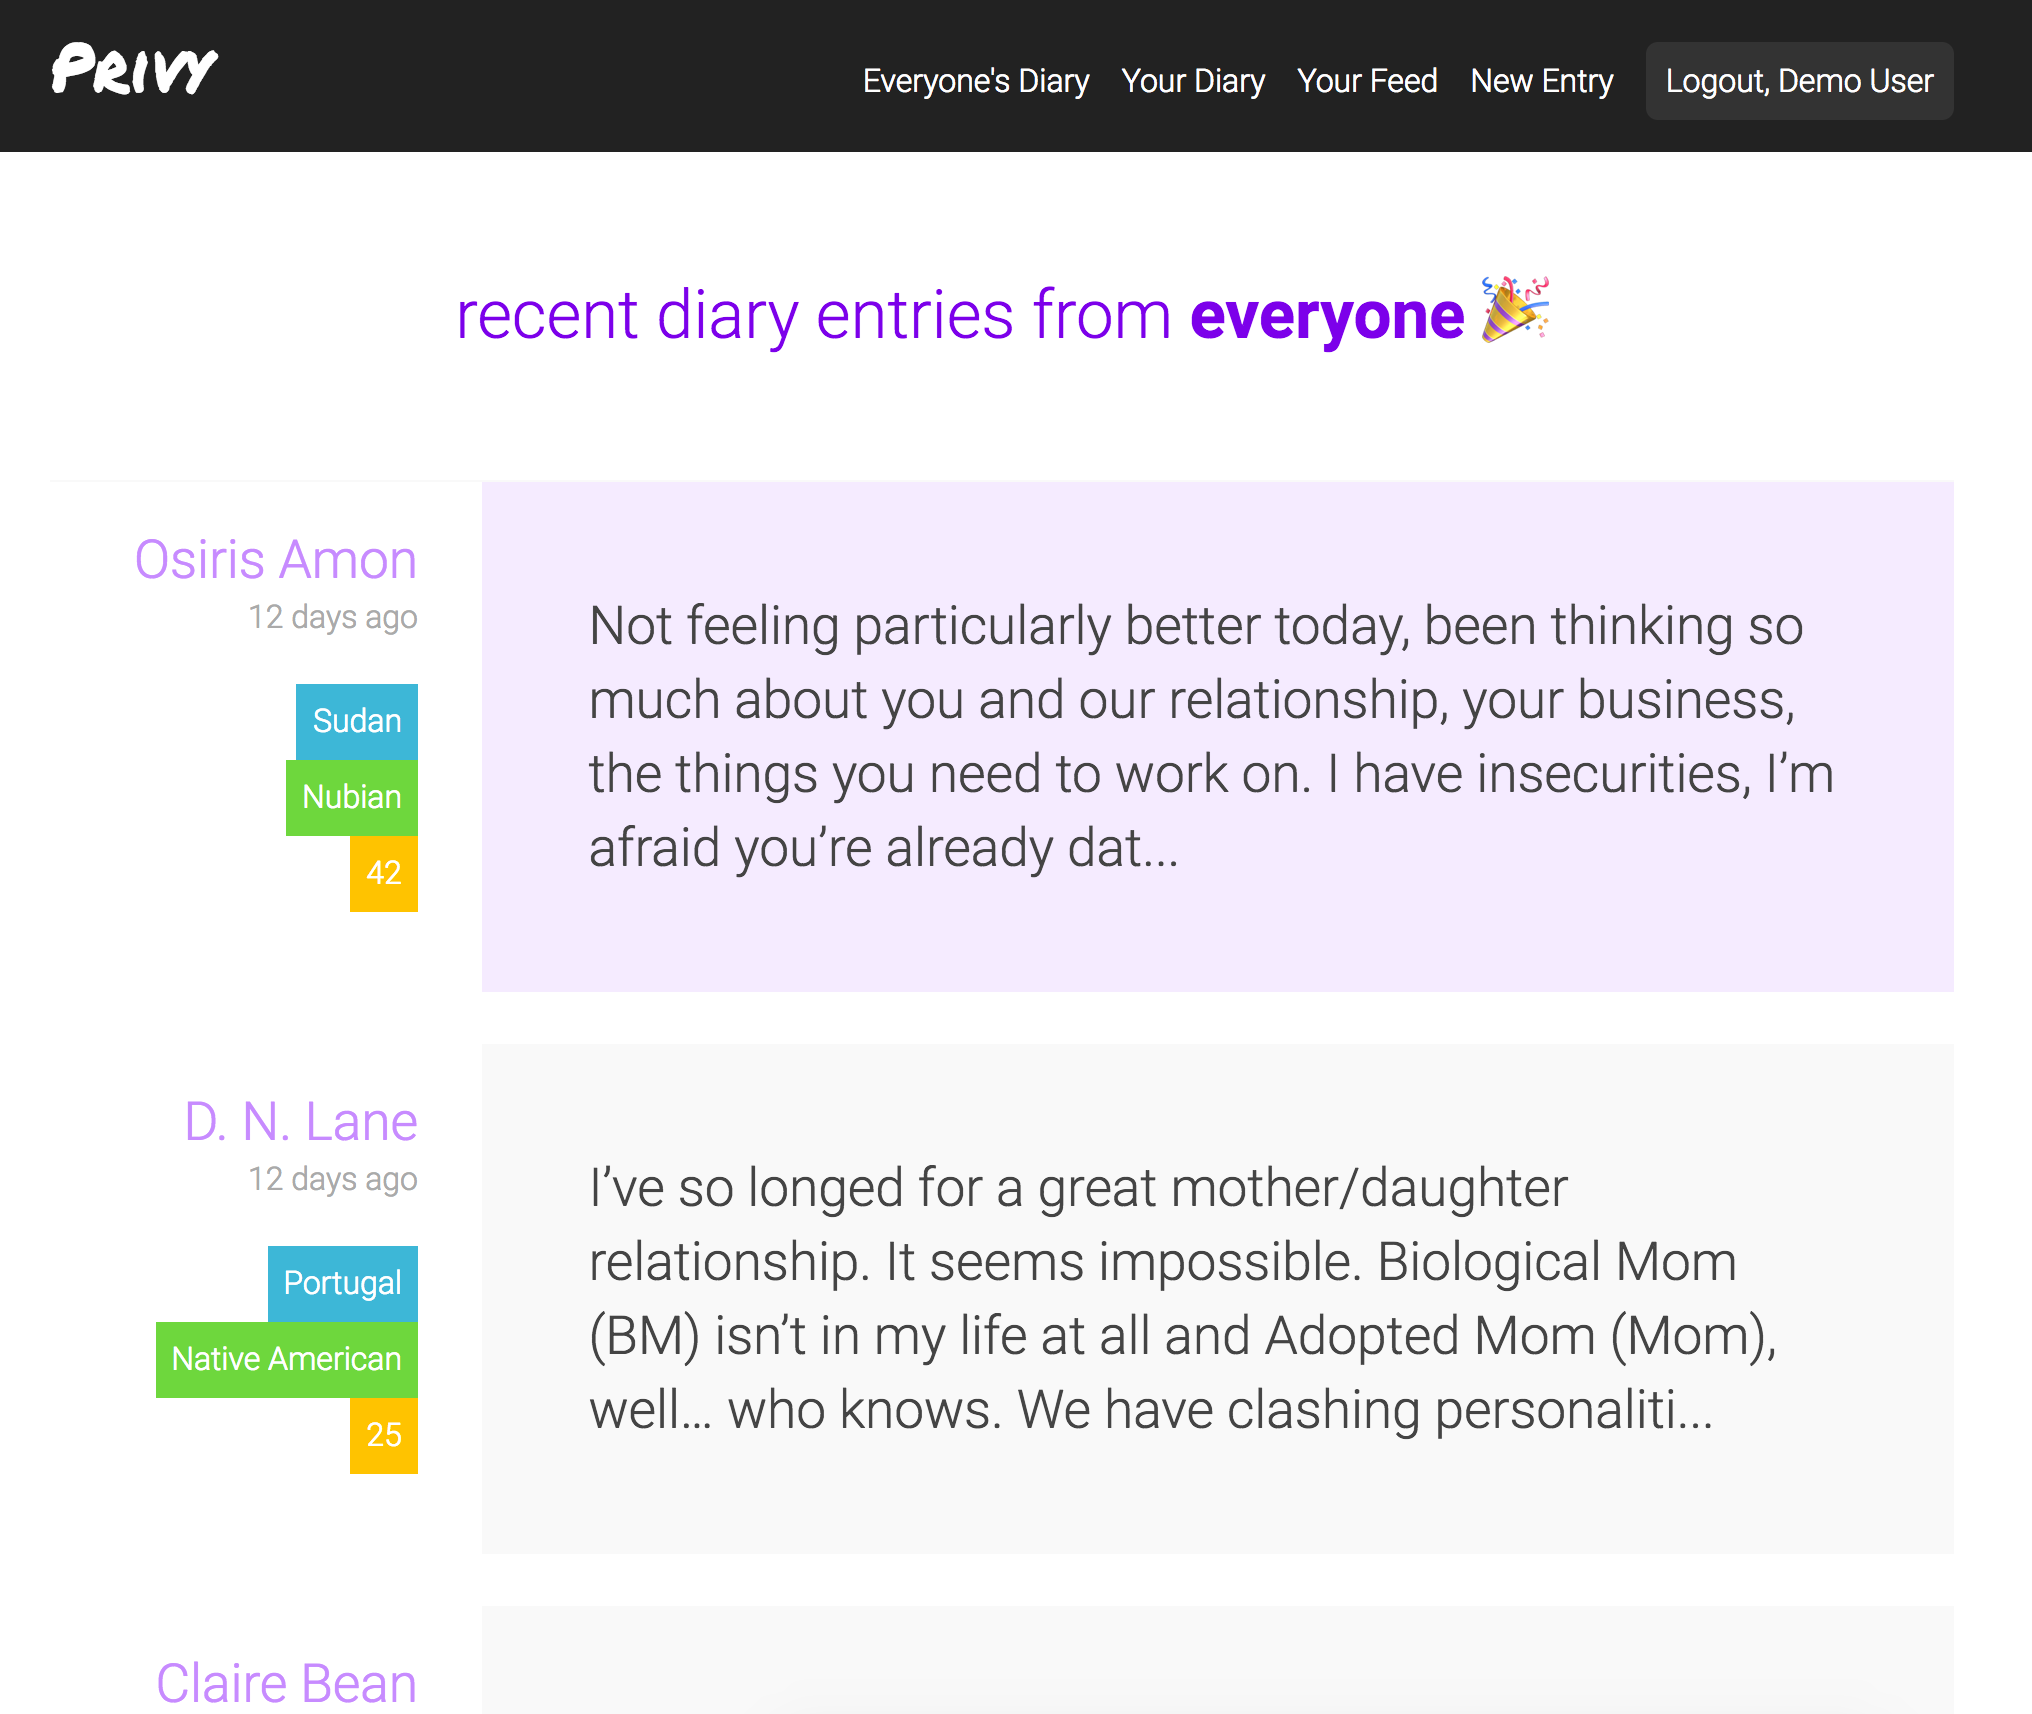 Privy
Everyone's Diary
Your Diary
Your Feed
New Entry
Logout, Demo User
recent diary entries from everyone 🎉
Osiris Amon
12 days ago
Sudan
Nubian
42
Not feeling particularly better today, been thinking so
much about you and our relationship, your business,
the things you need to work on. I have insecurities, I’m
afraid you’re already dat...
D. N. Lane
12 days ago
Portugal
Native American
25
I’ve so longed for a great mother/daughter
relationship. It seems impossible. Biological Mom
(BM) isn’t in my life at all and Adopted Mom (Mom),
well… who knows. We have clashing personaliti...
Claire Bean